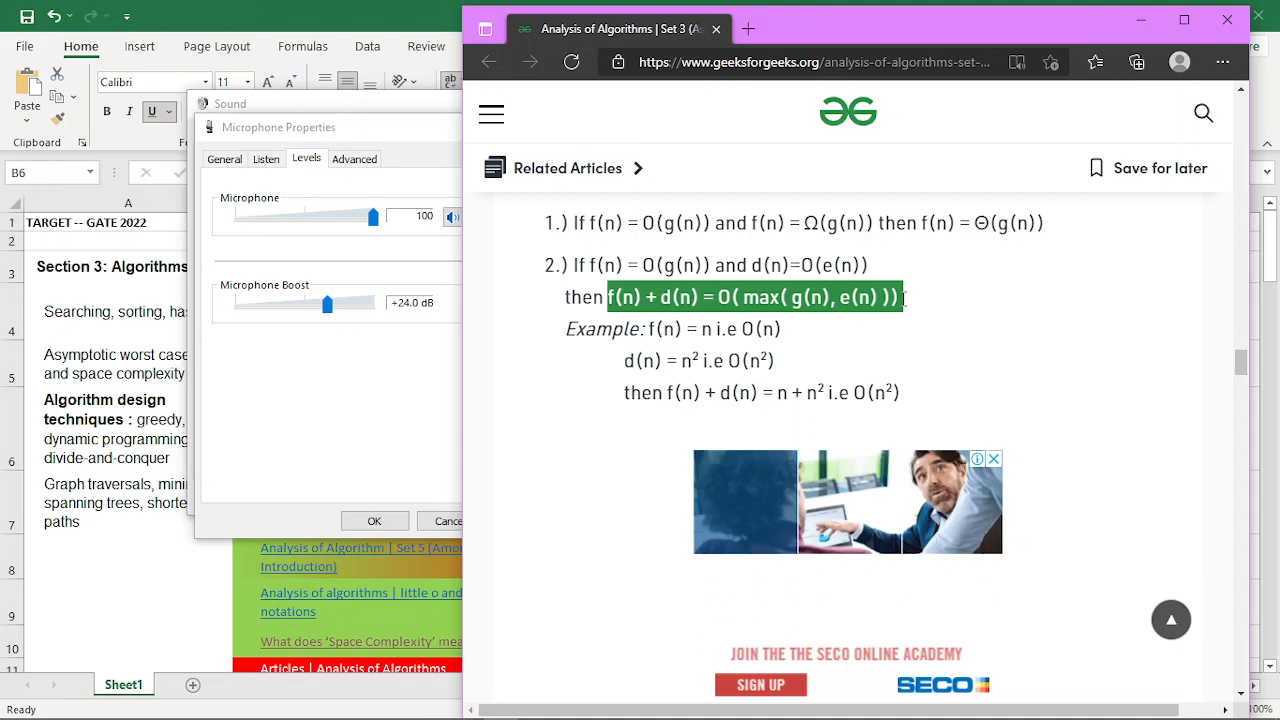 File
Home
Insert
Page Layout
Formulas
Data
Review
Paste
Clipboard
Calibri
11
B I U
B6
A
1 TARGET -- GATE 2022
2
3 Section 3: Algorithms
4
Searching, sorting
Asymptotic worst case
5 and space complexity
Algorithm design
techniques : greedy,
6 divide-and-conquer
Graph traversals, mini
spanning trees, shorte
7 paths
8
9
10
Sound
Microphone Properties
General
Listen
Levels
Advanced
Microphone
100
Microphone Boost
+24.0 dB
OK
Cance
Analysis of Algorithm | Set 5 (Amor
Introduction)
Analysis of algorithms | little o and
notations
What does ‘Space Complexity’ mea
Articles | Analysis of Algorithms
Sheet1
Ready
100%
Analysis of Algorithms | Set 3 (As
https://www.geeksforgeeks.org/analysis-of-algorithms-set-...
Related Articles
Save for later
1.) If f(n) = O(g(n)) and f(n) = Ω(g(n)) then f(n) = Θ(g(n))
2.) If f(n) = O(g(n)) and d(n)=O(e(n))
then f(n) + d(n) = O( max( g(n), e(n) ))
Example: f(n) = n i.e O(n)
d(n) = n² i.e O(n²)
then f(n) + d(n) = n + n² i.e O(n²)
JOIN THE THE SECO ONLINE ACADEMY
SIGN UP
SECO